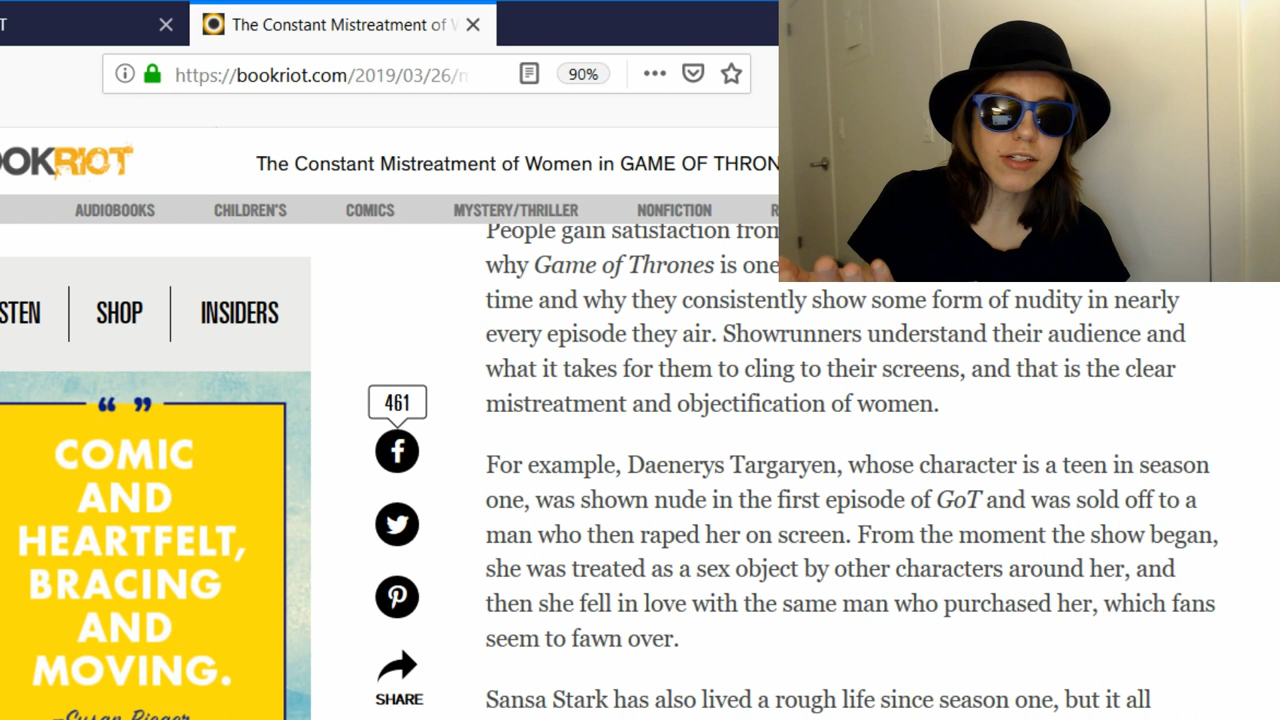 T
The Constant Mistreatment of
https://bookriot.com/2019/03/26/
90%
OOKRIOT
The Constant Mistreatment of Women in GAME OF THRON
AUDIOBOOKS
CHILDREN'S
COMICS
MYSTERY/THRILLER
NONFICTION
R
STEN
SHOP
INSIDERS
People gain satisfaction from
why Game of Thrones is one
time and why they consistently show some form of nudity in nearly
every episode they air. Showrunners understand their audience and
what it takes for them to cling to their screens, and that is the clear
mistreatment and objectification of women.
461
SHARE
For example, Daenerys Targaryen, whose character is a teen in season
one, was shown nude in the first episode of GoT and was sold off to a
man who then raped her on screen. From the moment the show began,
she was treated as a sex object by other characters around her, and
then she fell in love with the same man who purchased her, which fans
seem to fawn over.
Sansa Stark has also lived a rough life since season one, but it all
“ ”
COMIC
AND
HEARTFELT,
BRACING
AND
MOVING.
–Susan Rieger